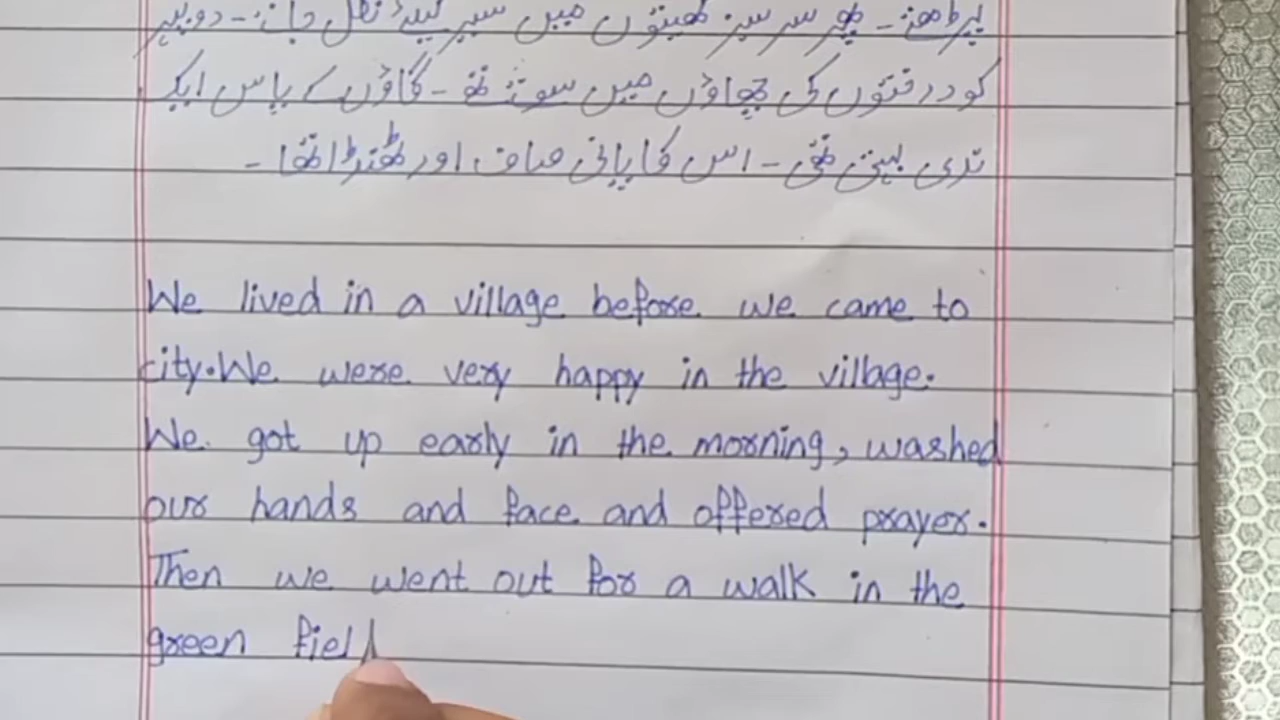 پڑھتے - پھر سرسبز کھیتوں میں سیر کیلئے نکل جاتے - دوپہر
کو درختوں کی چھاؤں میں سوتے تھے - گاؤں کے پاس ایک
ندی بہتی تھی - اس کا پانی صاف اور ٹھنڈا تھا -
We lived in a village before we came to
city. We were very happy in the village.
We got up early in the morning, washed
our hands and face and offered prayer.
Then we went out for a walk in the
green fiel